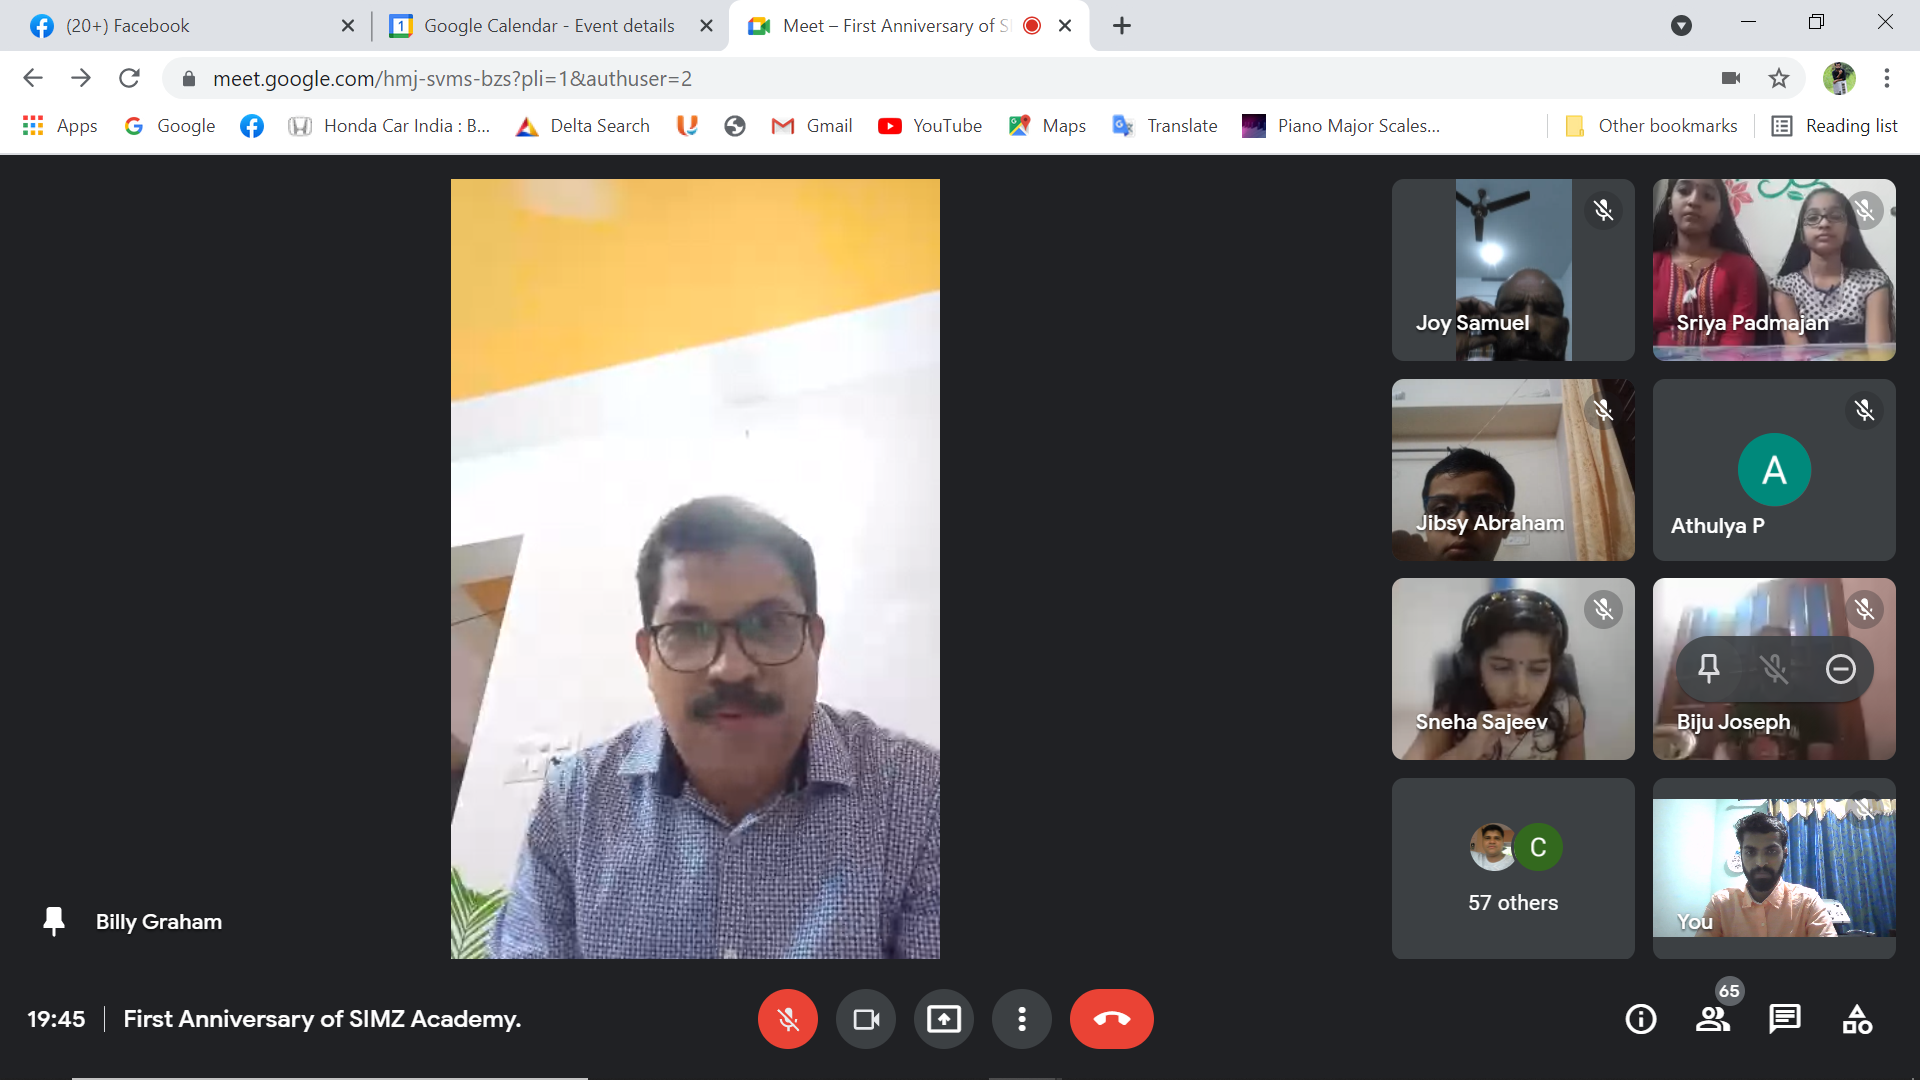 (20+) Facebook
Google Calendar - Event details
Meet – First Anniversary of S
meet.google.com/hmj-svms-bzs?pli=1&authuser=2
Apps
Google
Honda Car India : B...
Delta Search
Gmail
YouTube
Maps
Translate
Piano Major Scales...
Other bookmarks
Reading list
Joy Samuel
Sriya Padmajan
Jibsy Abraham
A
Athulya P
Sneha Sajeev
Biju Joseph
C
57 others
You
Billy Graham
19:45
First Anniversary of SIMZ Academy.
65